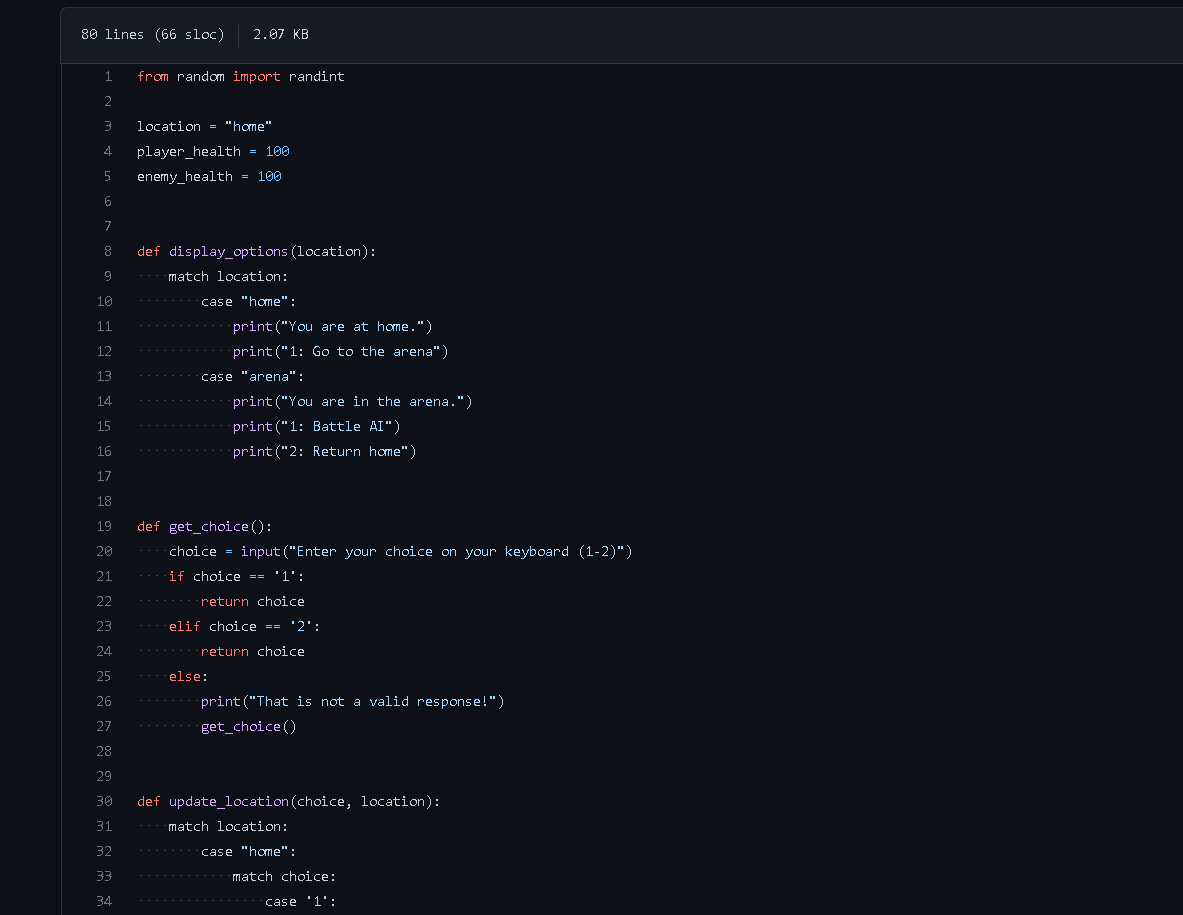 80 lines (66 sloc) 2.07 KB
1 from random import randint
2
3 location = "home"
4 player_health = 100
5 enemy_health = 100
6
7
8 def display_options(location):
9 ····match location:
10 ········case "home":
11 ············print("You are at home.")
12 ············print("1: Go to the arena")
13 ········case "arena":
14 ············print("You are in the arena.")
15 ············print("1: Battle AI")
16 ············print("2: Return home")
17
18
19 def get_choice():
20 ····choice = input("Enter your choice on your keyboard (1-2)")
21 ····if choice == '1':
22 ········return choice
23 ····elif choice == '2':
24 ········return choice
25 ····else:
26 ········print("That is not a valid response!")
27 ········get_choice()
28
29
30 def update_location(choice, location):
31 ····match location:
32 ········case "home":
33 ············match choice:
34 ················case '1':